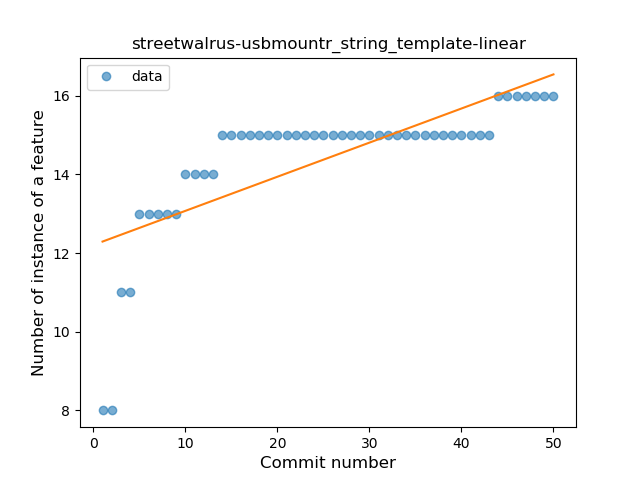 streetwalrus-usbmountr_string_template-linear
data
Number of instance of a feature
16
14
12
10
8
0 10 20 30 40 50
Commit number